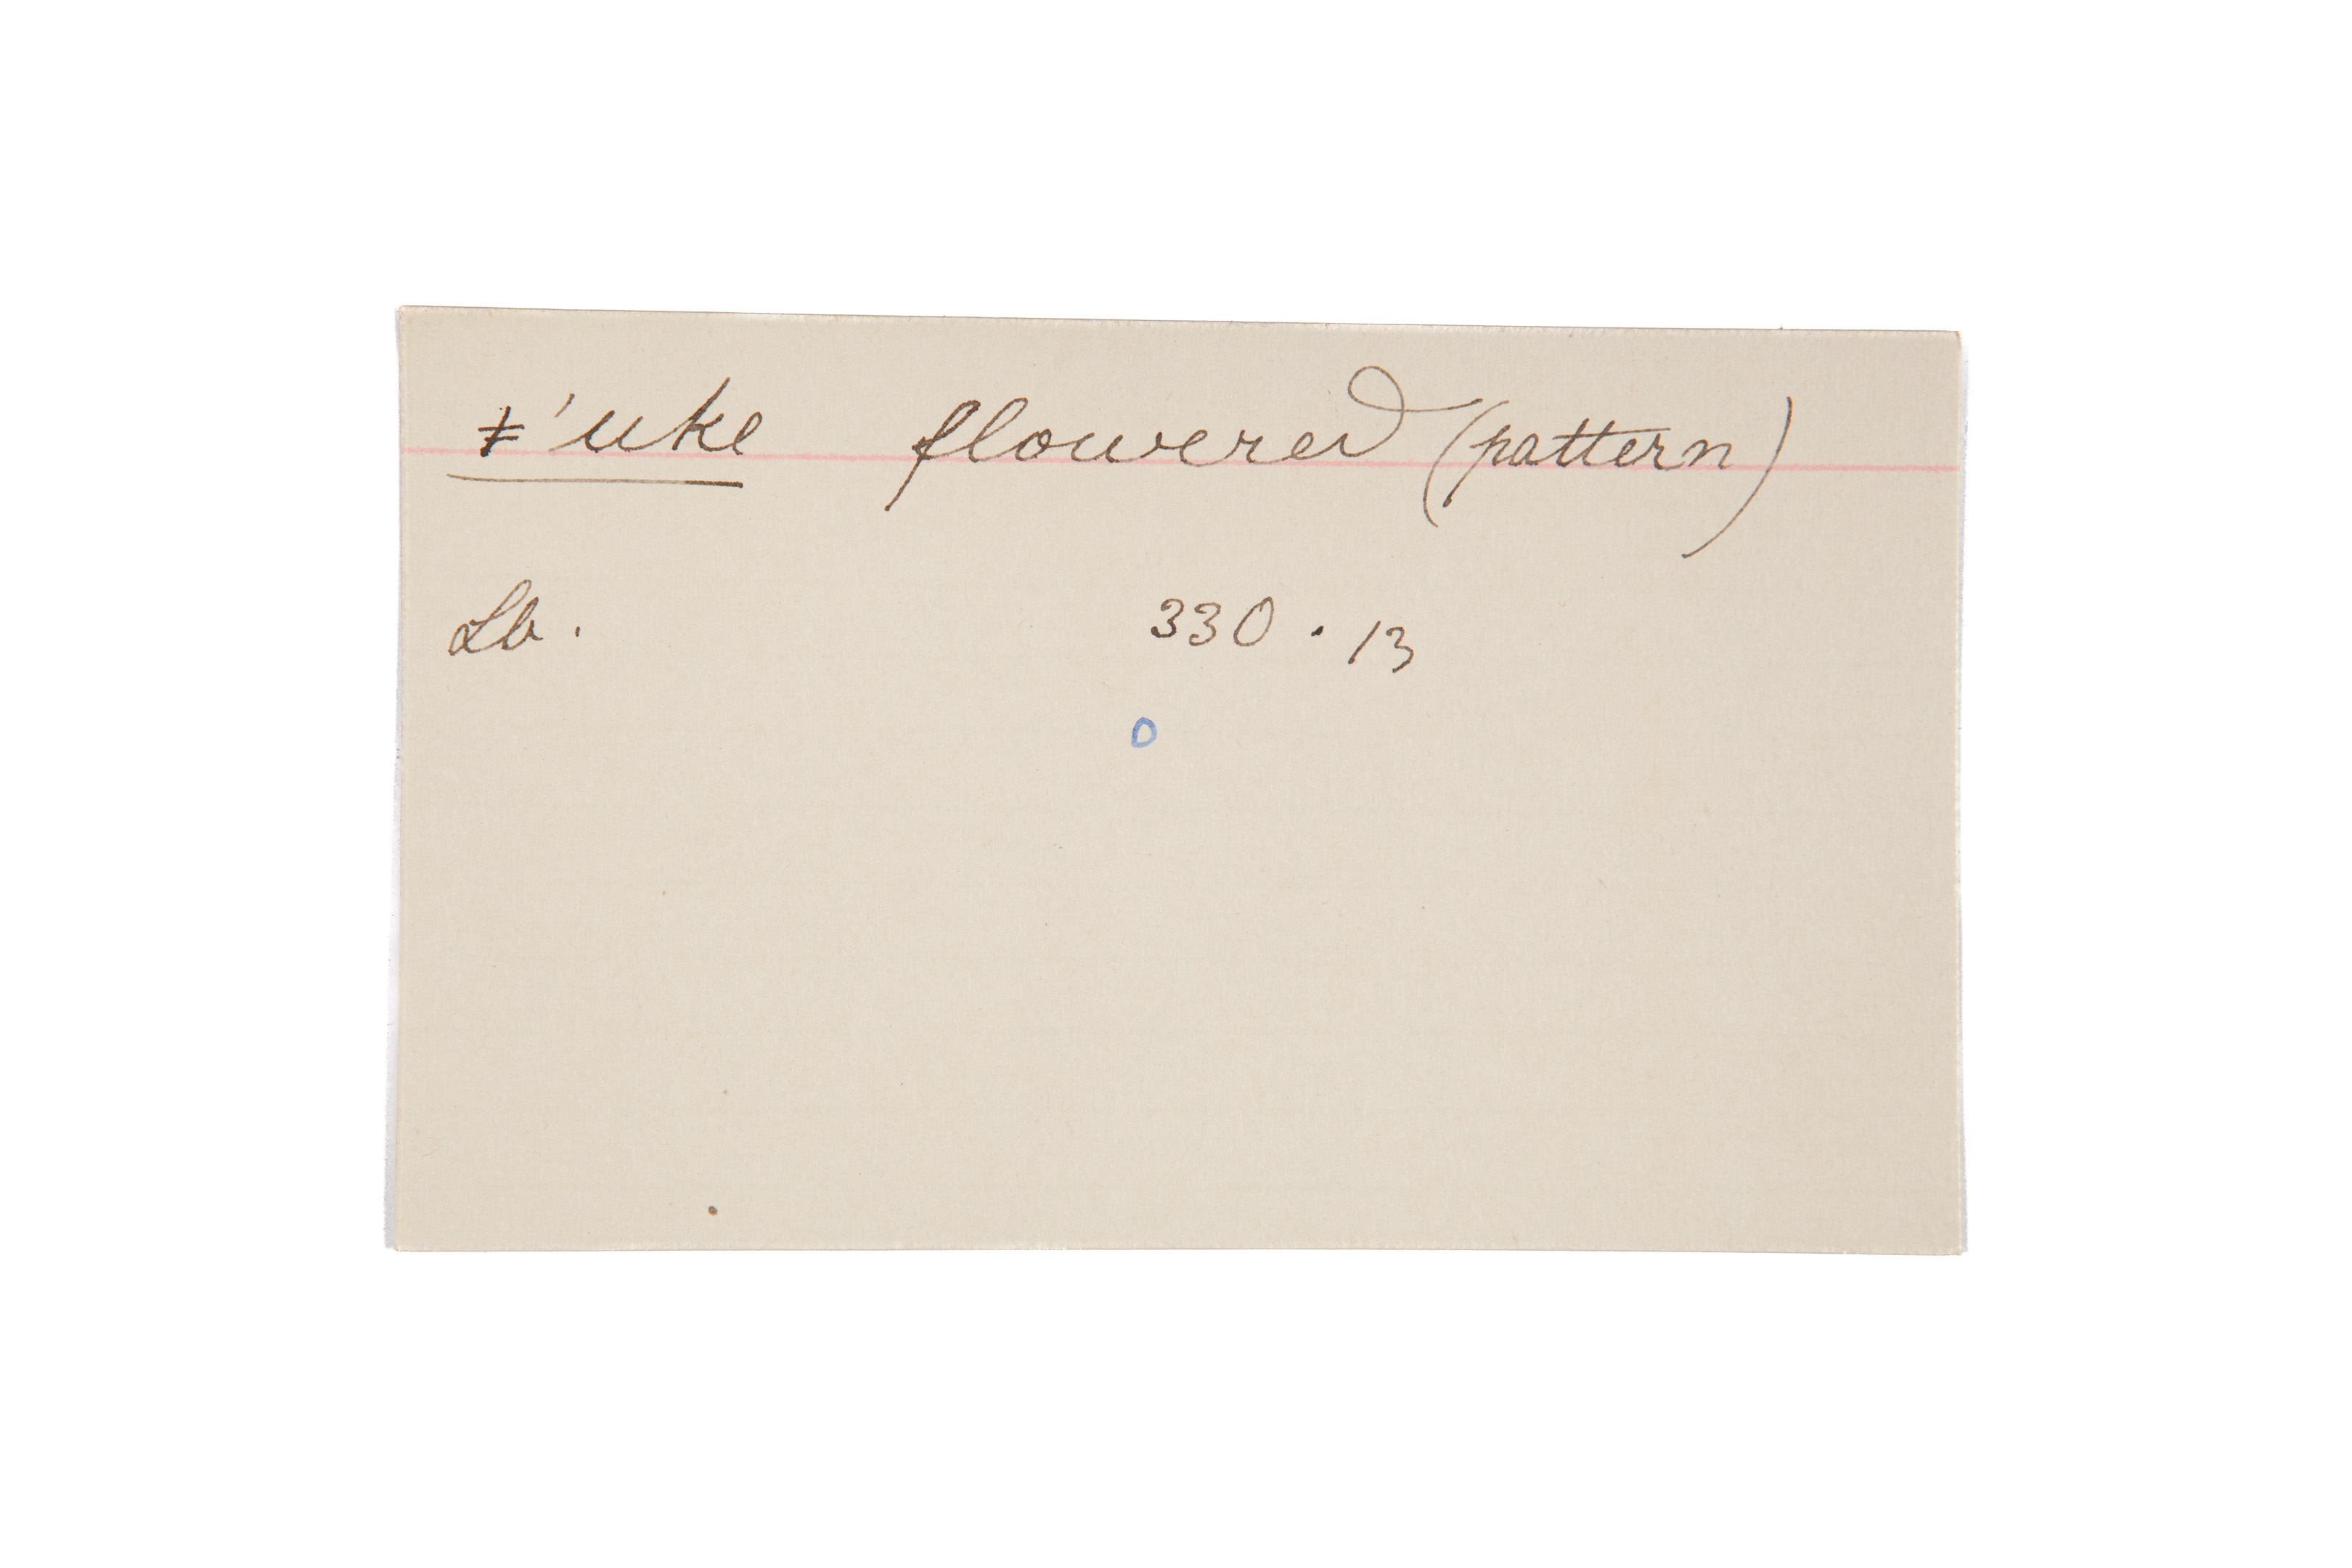 ǂ'uke flowered (pattern)
Lb. 330 . 13
o